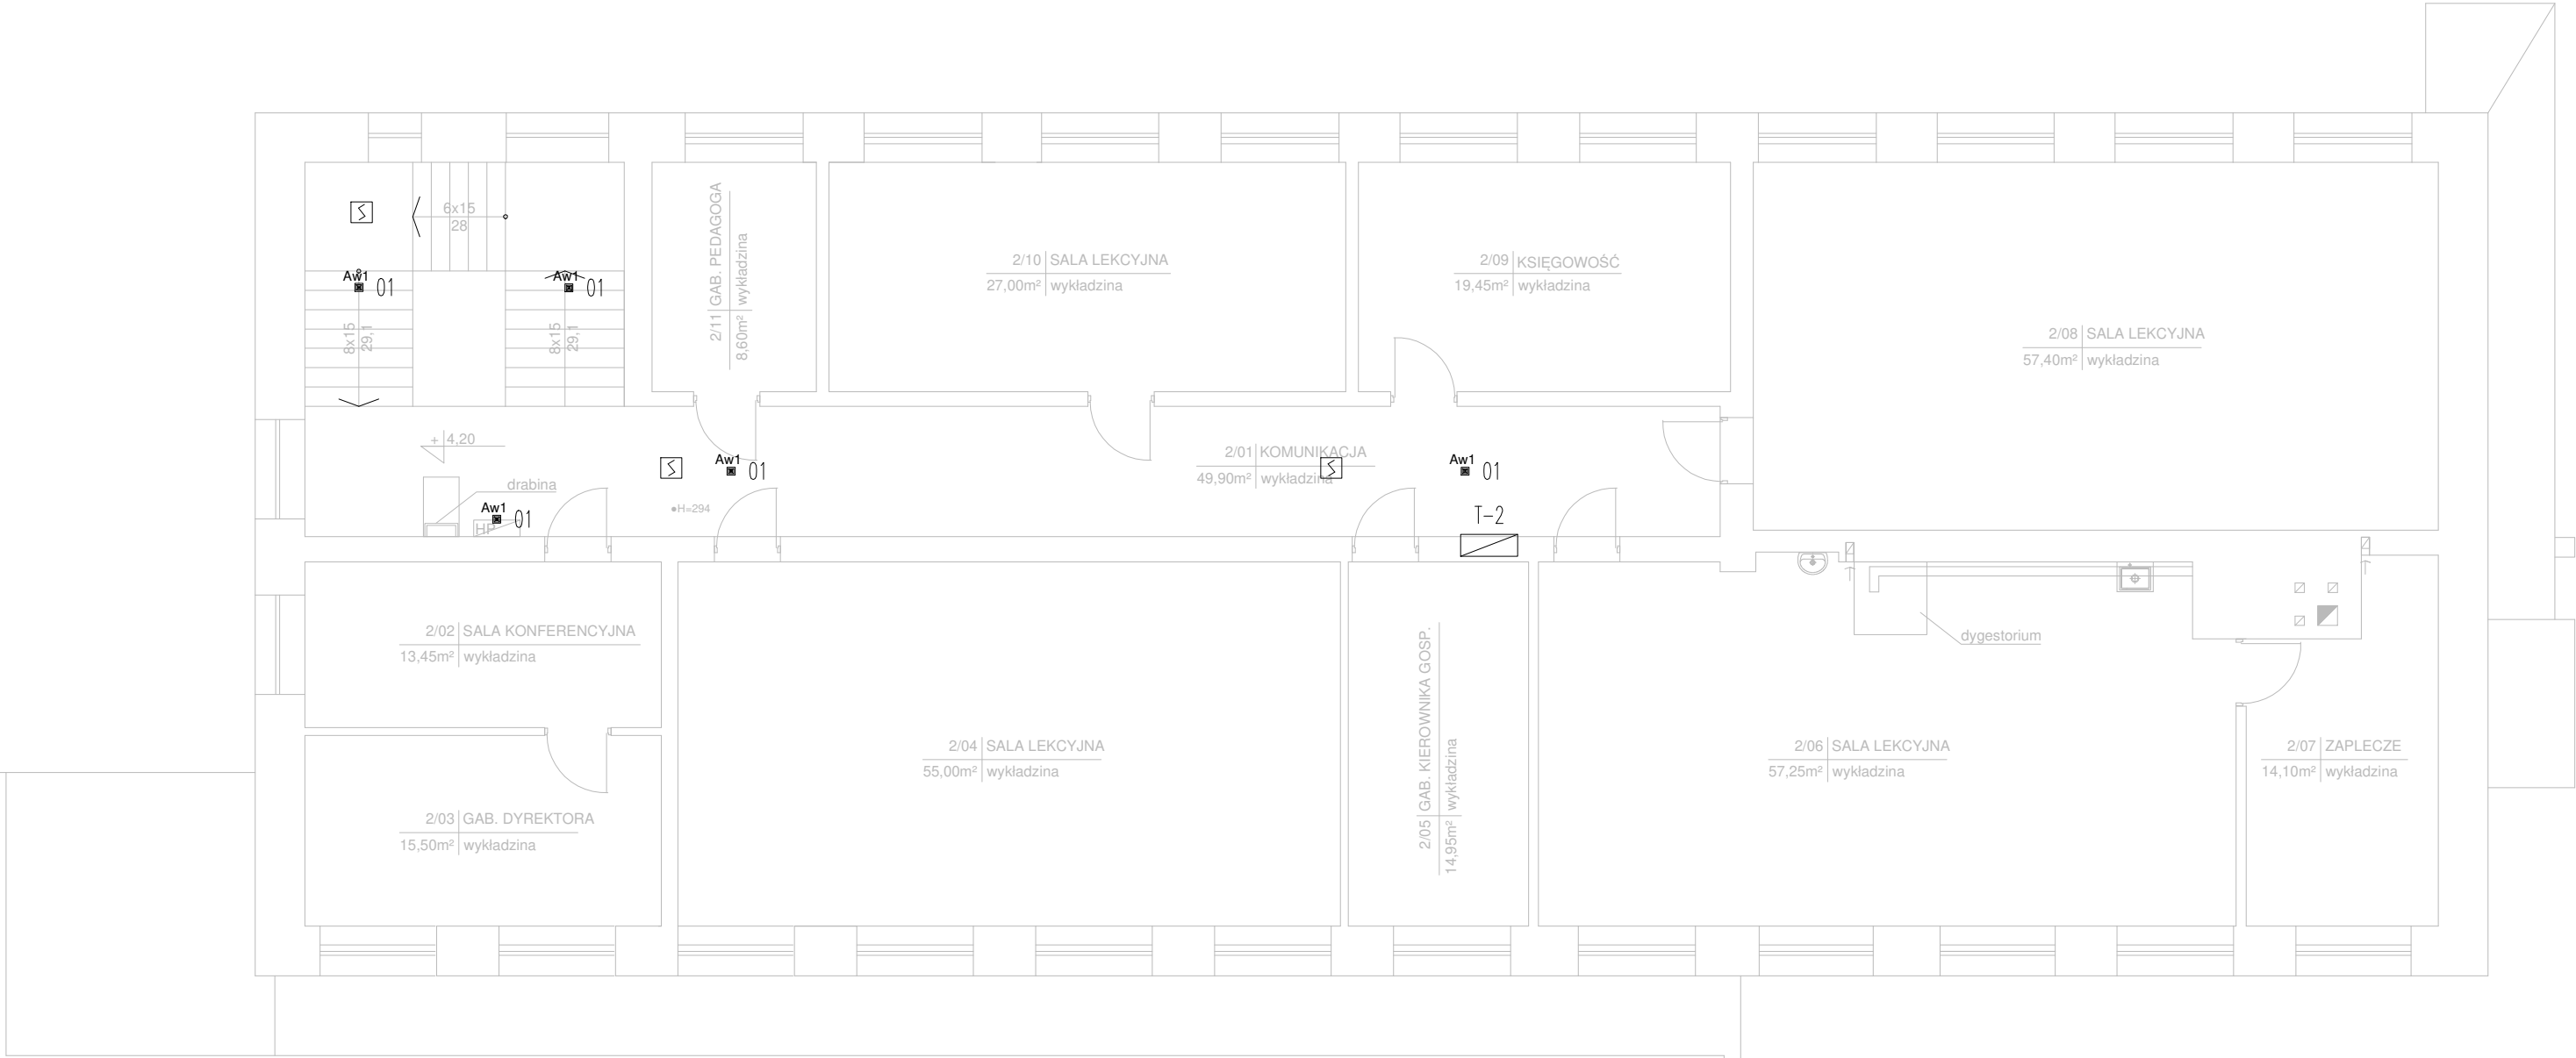 6x15
28
Aw1
01
Aw1
01
8x15
29,1
8x15
29,1
2/11 GAB. PEDAGOGA
8,60m² wykładzina
2/10 SALA LEKCYJNA
27,00m² wykładzina
2/09 KSIĘGOWOŚĆ
19,45m² wykładzina
2/08 SALA LEKCYJNA
57,40m² wykładzina
+ 4,20
drabina
Aw1
01
HP
Aw1
01
H=294
2/01 KOMUNIKACJA
49,90m² wykładzina
Aw1
01
T-2
2/02 SALA KONFERENCYJNA
13,45m² wykładzina
2/03 GAB. DYREKTORA
15,50m² wykładzina
2/04 SALA LEKCYJNA
55,00m² wykładzina
2/05 GAB. KIEROWNIKA GOSP.
14,95m² wykładzina
dygestorium
2/06 SALA LEKCYJNA
57,25m² wykładzina
2/07 ZAPLECZE
14,10m² wykładzina